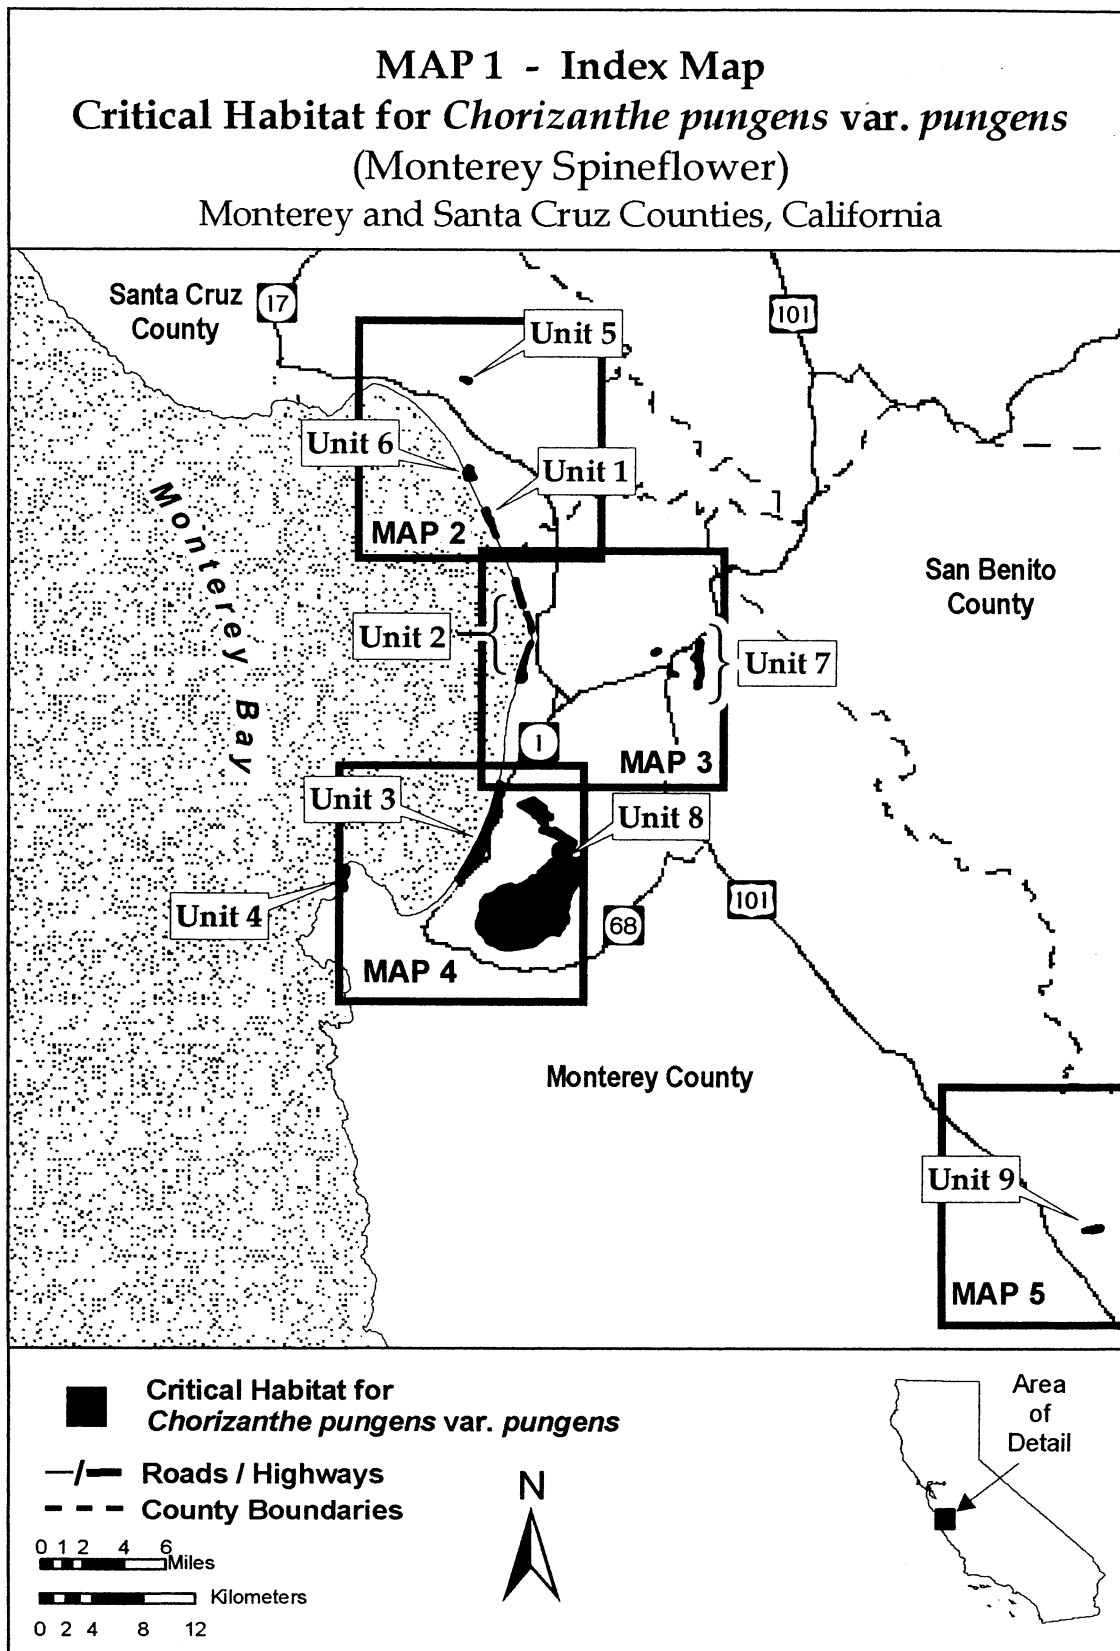 MAP 1 - Index Map
Critical Habitat for Chorizanthe pungens var. pungens
(Monterey Spineflower)
Monterey and Santa Cruz Counties, California
Santa Cruz
County
17
101
Unit 5
Unit 6
Unit 1
MAP 2
Monterey Bay
San Benito
County
Unit 2
Unit 7
1
MAP 3
Unit 3
Unit 8
101
Unit 4
68
MAP 4
Monterey County
Unit 9
MAP 5
Critical Habitat for
Chorizanthe pungens var. pungens
Roads / Highways
County Boundaries
0 1 2 4 6
Miles
Kilometers
0 2 4 8 12
N
Area
of
Detail